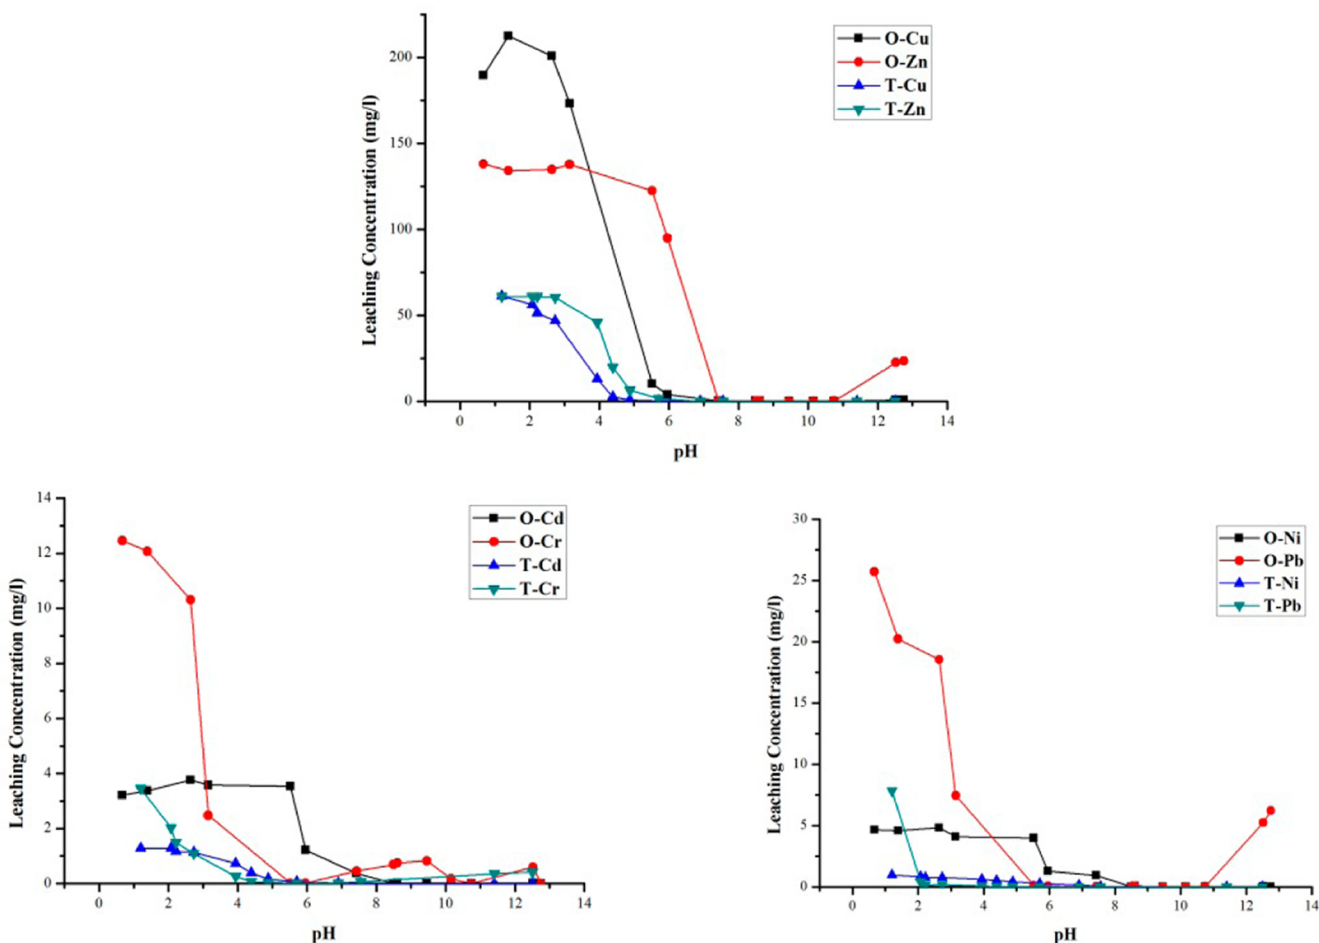 O-Cu
O-Zn
T-Cu
T-Zn
Leaching Concentration (mg/l)
200
150
100
50
0
0 2 4 6 8 10 12 14
pH
14
12
10
8
6
4
2
0
Leaching Concentration (mg/l)
O-Cd
O-Cr
T-Cd
T-Cr
0 2 4 6 8 10 12 14
pH
30
25
20
15
10
5
0
Leaching Concentration (mg/l)
O-Ni
O-Pb
T-Ni
T-Pb
0 2 4 6 8 10 12 14
pH